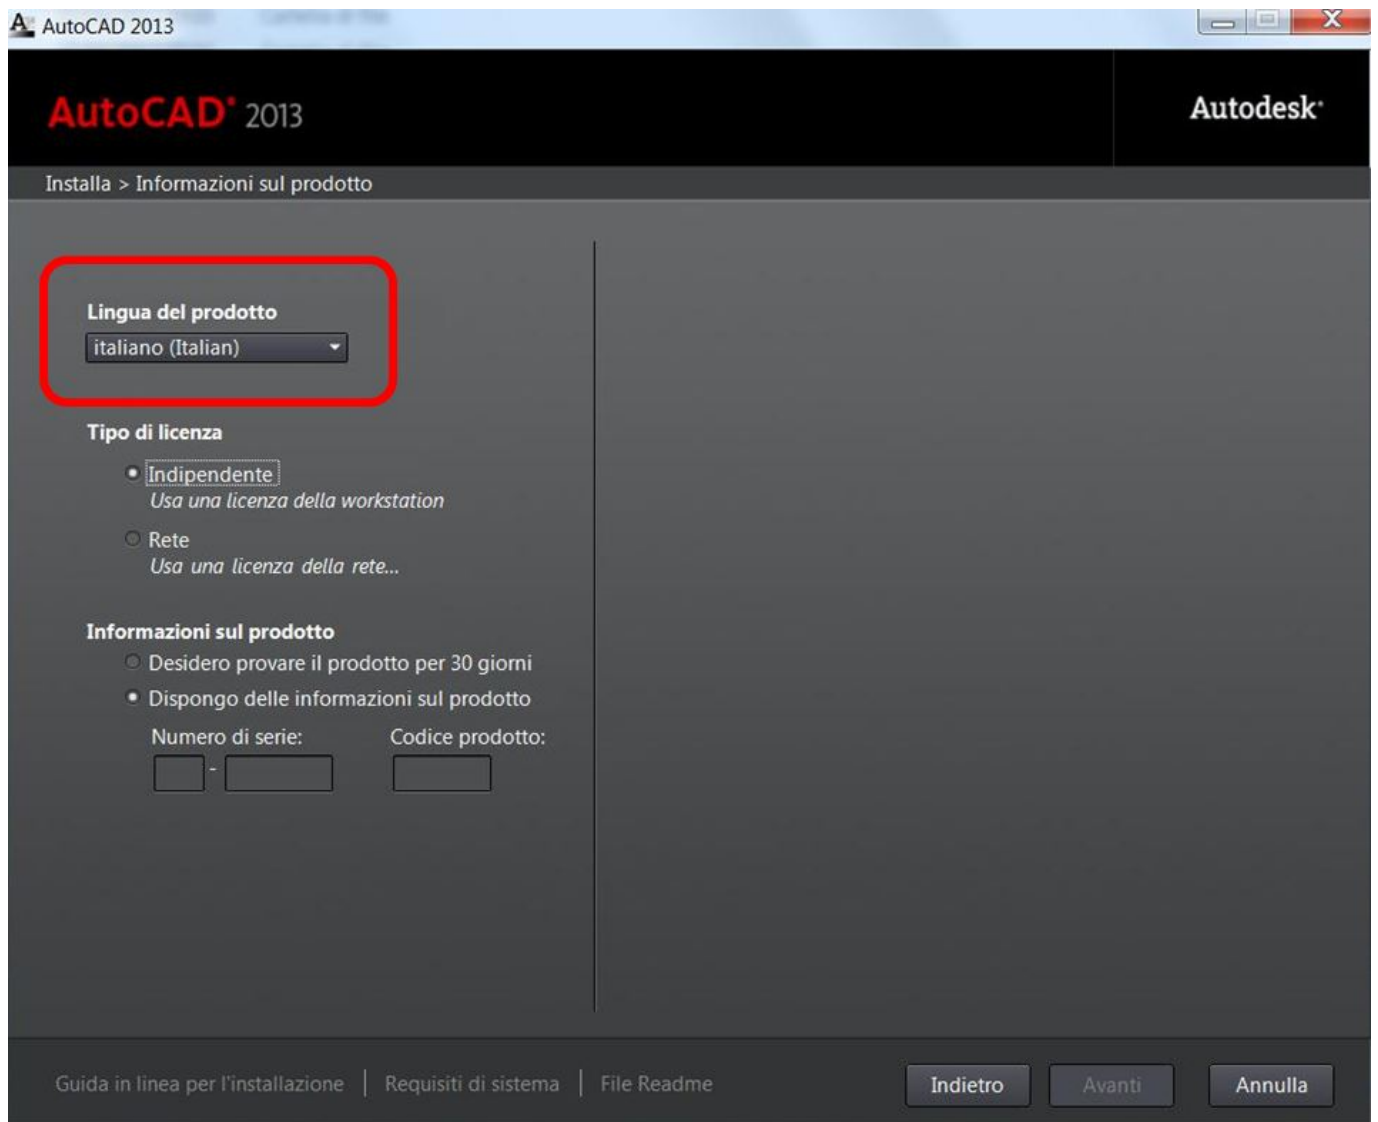 AutoCAD 2013
AutoCAD® 2013
Autodesk®
Installa > Informazioni sul prodotto
Lingua del prodotto
italiano (Italian)
Tipo di licenza
Indipendente
Usa una licenza della workstation
Rete
Usa una licenza della rete...
Informazioni sul prodotto
Desidero provare il prodotto per 30 giorni
Dispongo delle informazioni sul prodotto
Numero di serie: Codice prodotto:
-
Guida in linea per l'installazione | Requisiti di sistema | File Readme
Indietro Avanti Annulla